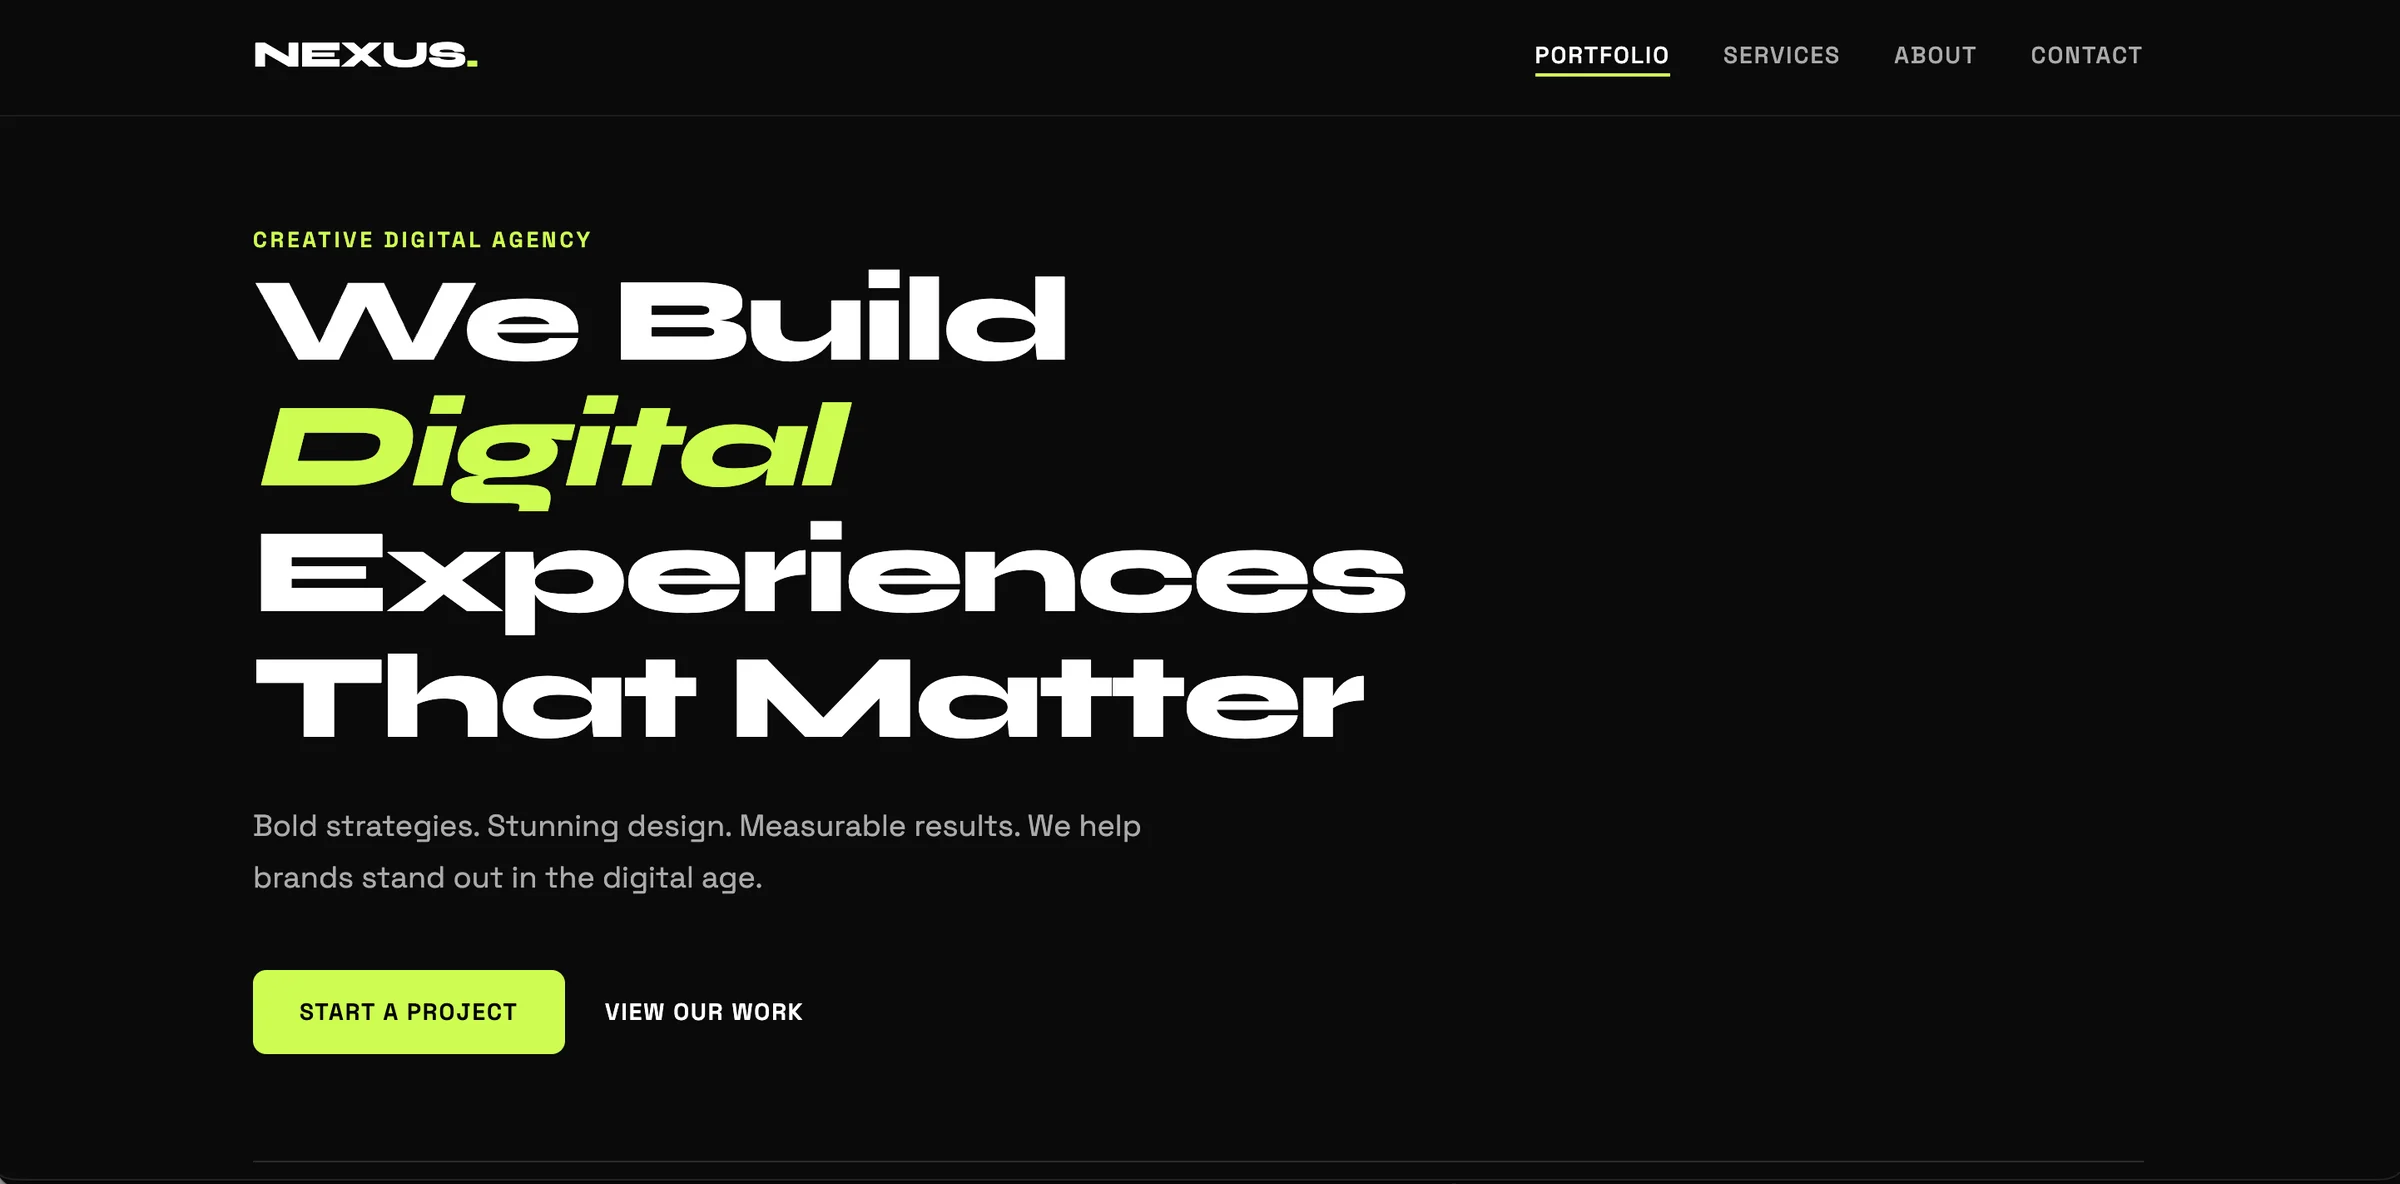 NEXUS.
PORTFOLIO SERVICES ABOUT CONTACT
CREATIVE DIGITAL AGENCY
We Build
Digital
Experiences
That Matter
Bold strategies. Stunning design. Measurable results. We help
brands stand out in the digital age.
START A PROJECT VIEW OUR WORK